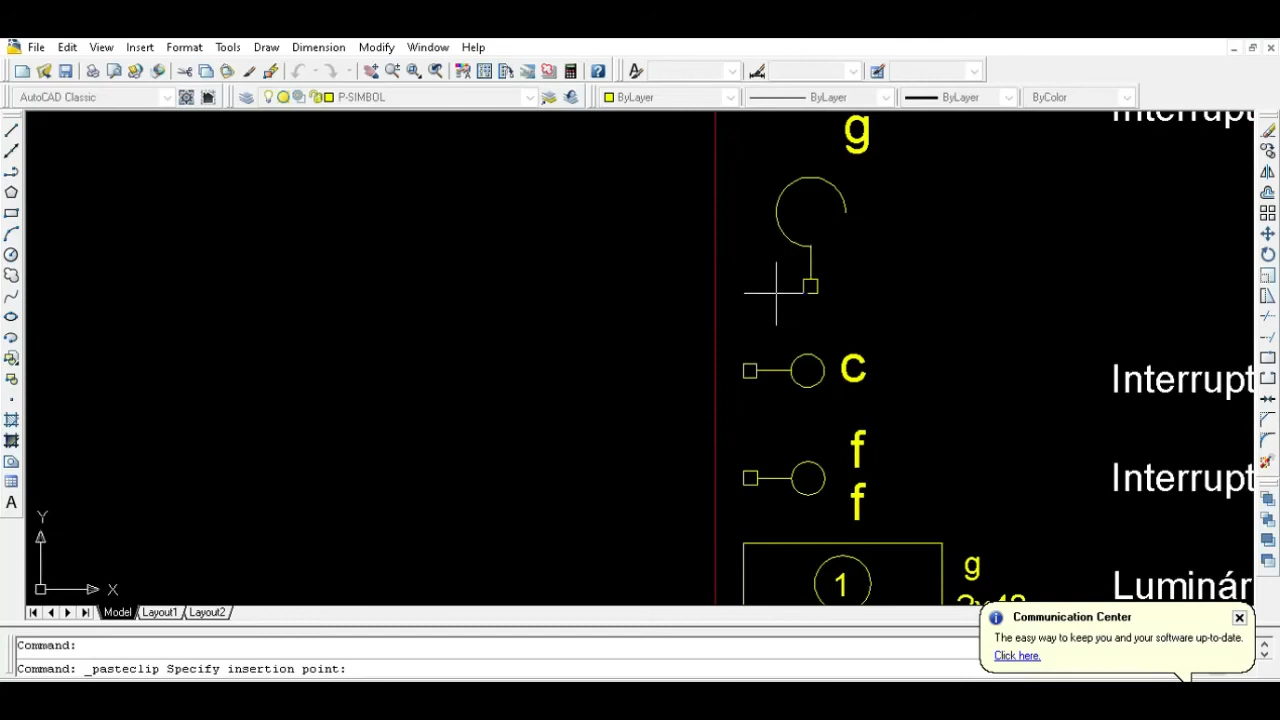 File Edit View Insert Format Tools Draw Dimension Modify Window Help
AutoCAD Classic P-SIMBOL ByLayer ByLayer ByLayer ByColor
g
C
Interrupt
f
f
Interrupt
1
g
Luminár
Y
X
Model Layout1 Layout2
A
Command:
Command: _pasteclip Specify insertion point:
Communication Center
The easy way to keep you and your software up-to-date.
Click here.